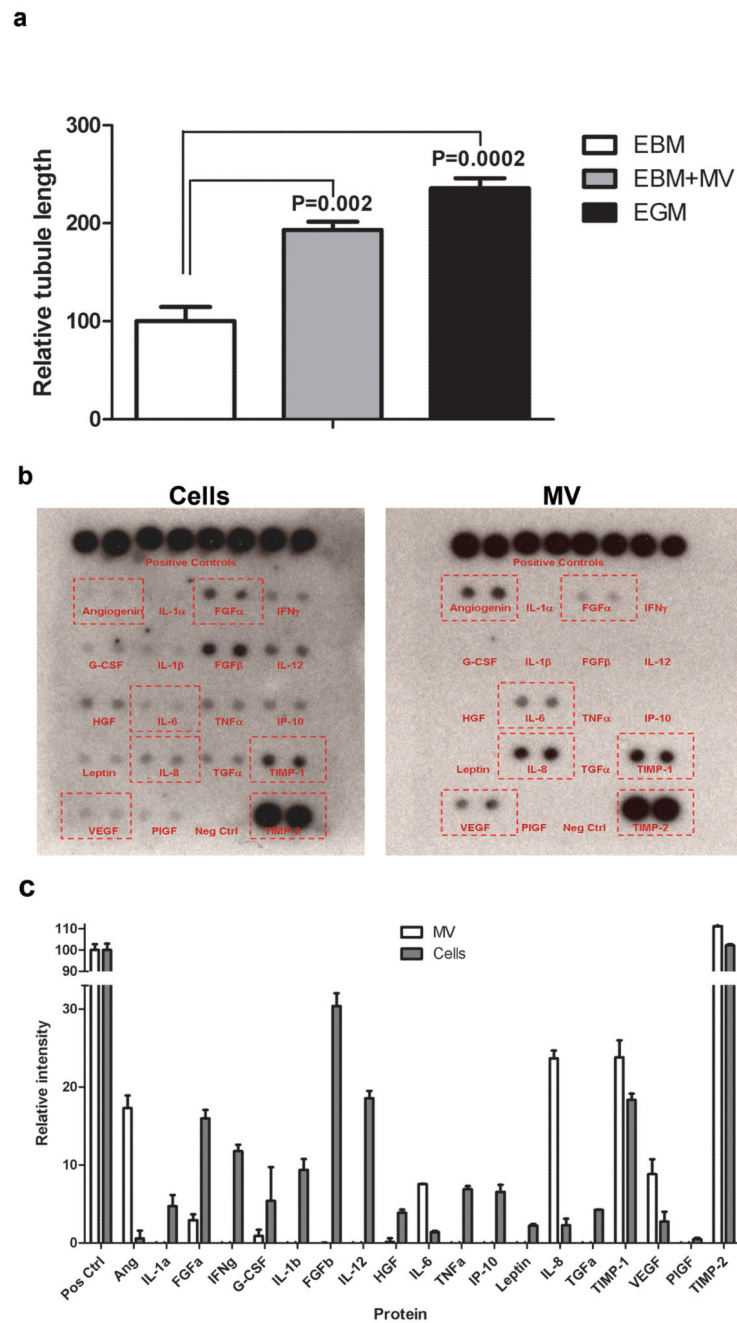 a
300
200
100
0
Relative tubule length
P=0.002
P=0.0002
EBM
EBM+MV
EGM
b
Cells
MV
Positive Controls
Angiogenin IL-1α FGFα IFNγ
G-CSF IL-1β FGFβ IL-12
HGF IL-6 TNFα IP-10
Leptin IL-8 TGFα TIMP-1
VEGF PIGF Neg Ctrl TIMP-2
Positive Controls
Angiogenin IL-1α FGFα IFNγ
G-CSF IL-1β FGFβ IL-12
HGF IL-6 TNFα IP-10
Leptin IL-8 TGFα TIMP-1
VEGF PIGF Neg Ctrl TIMP-2
c
110
100
90
30
20
10
0
Relative intensity
MV
Cells
Pos Ctrl
Ang
IL-1a
FGFa
IFNg
G-CSF
IL-1b
FGFb
IL-12
HGF
IL-6
TNFa
IP-10
Leptin
IL-8
TGFa
TIMP-1
VEGF
PIGF
TIMP-2
Protein